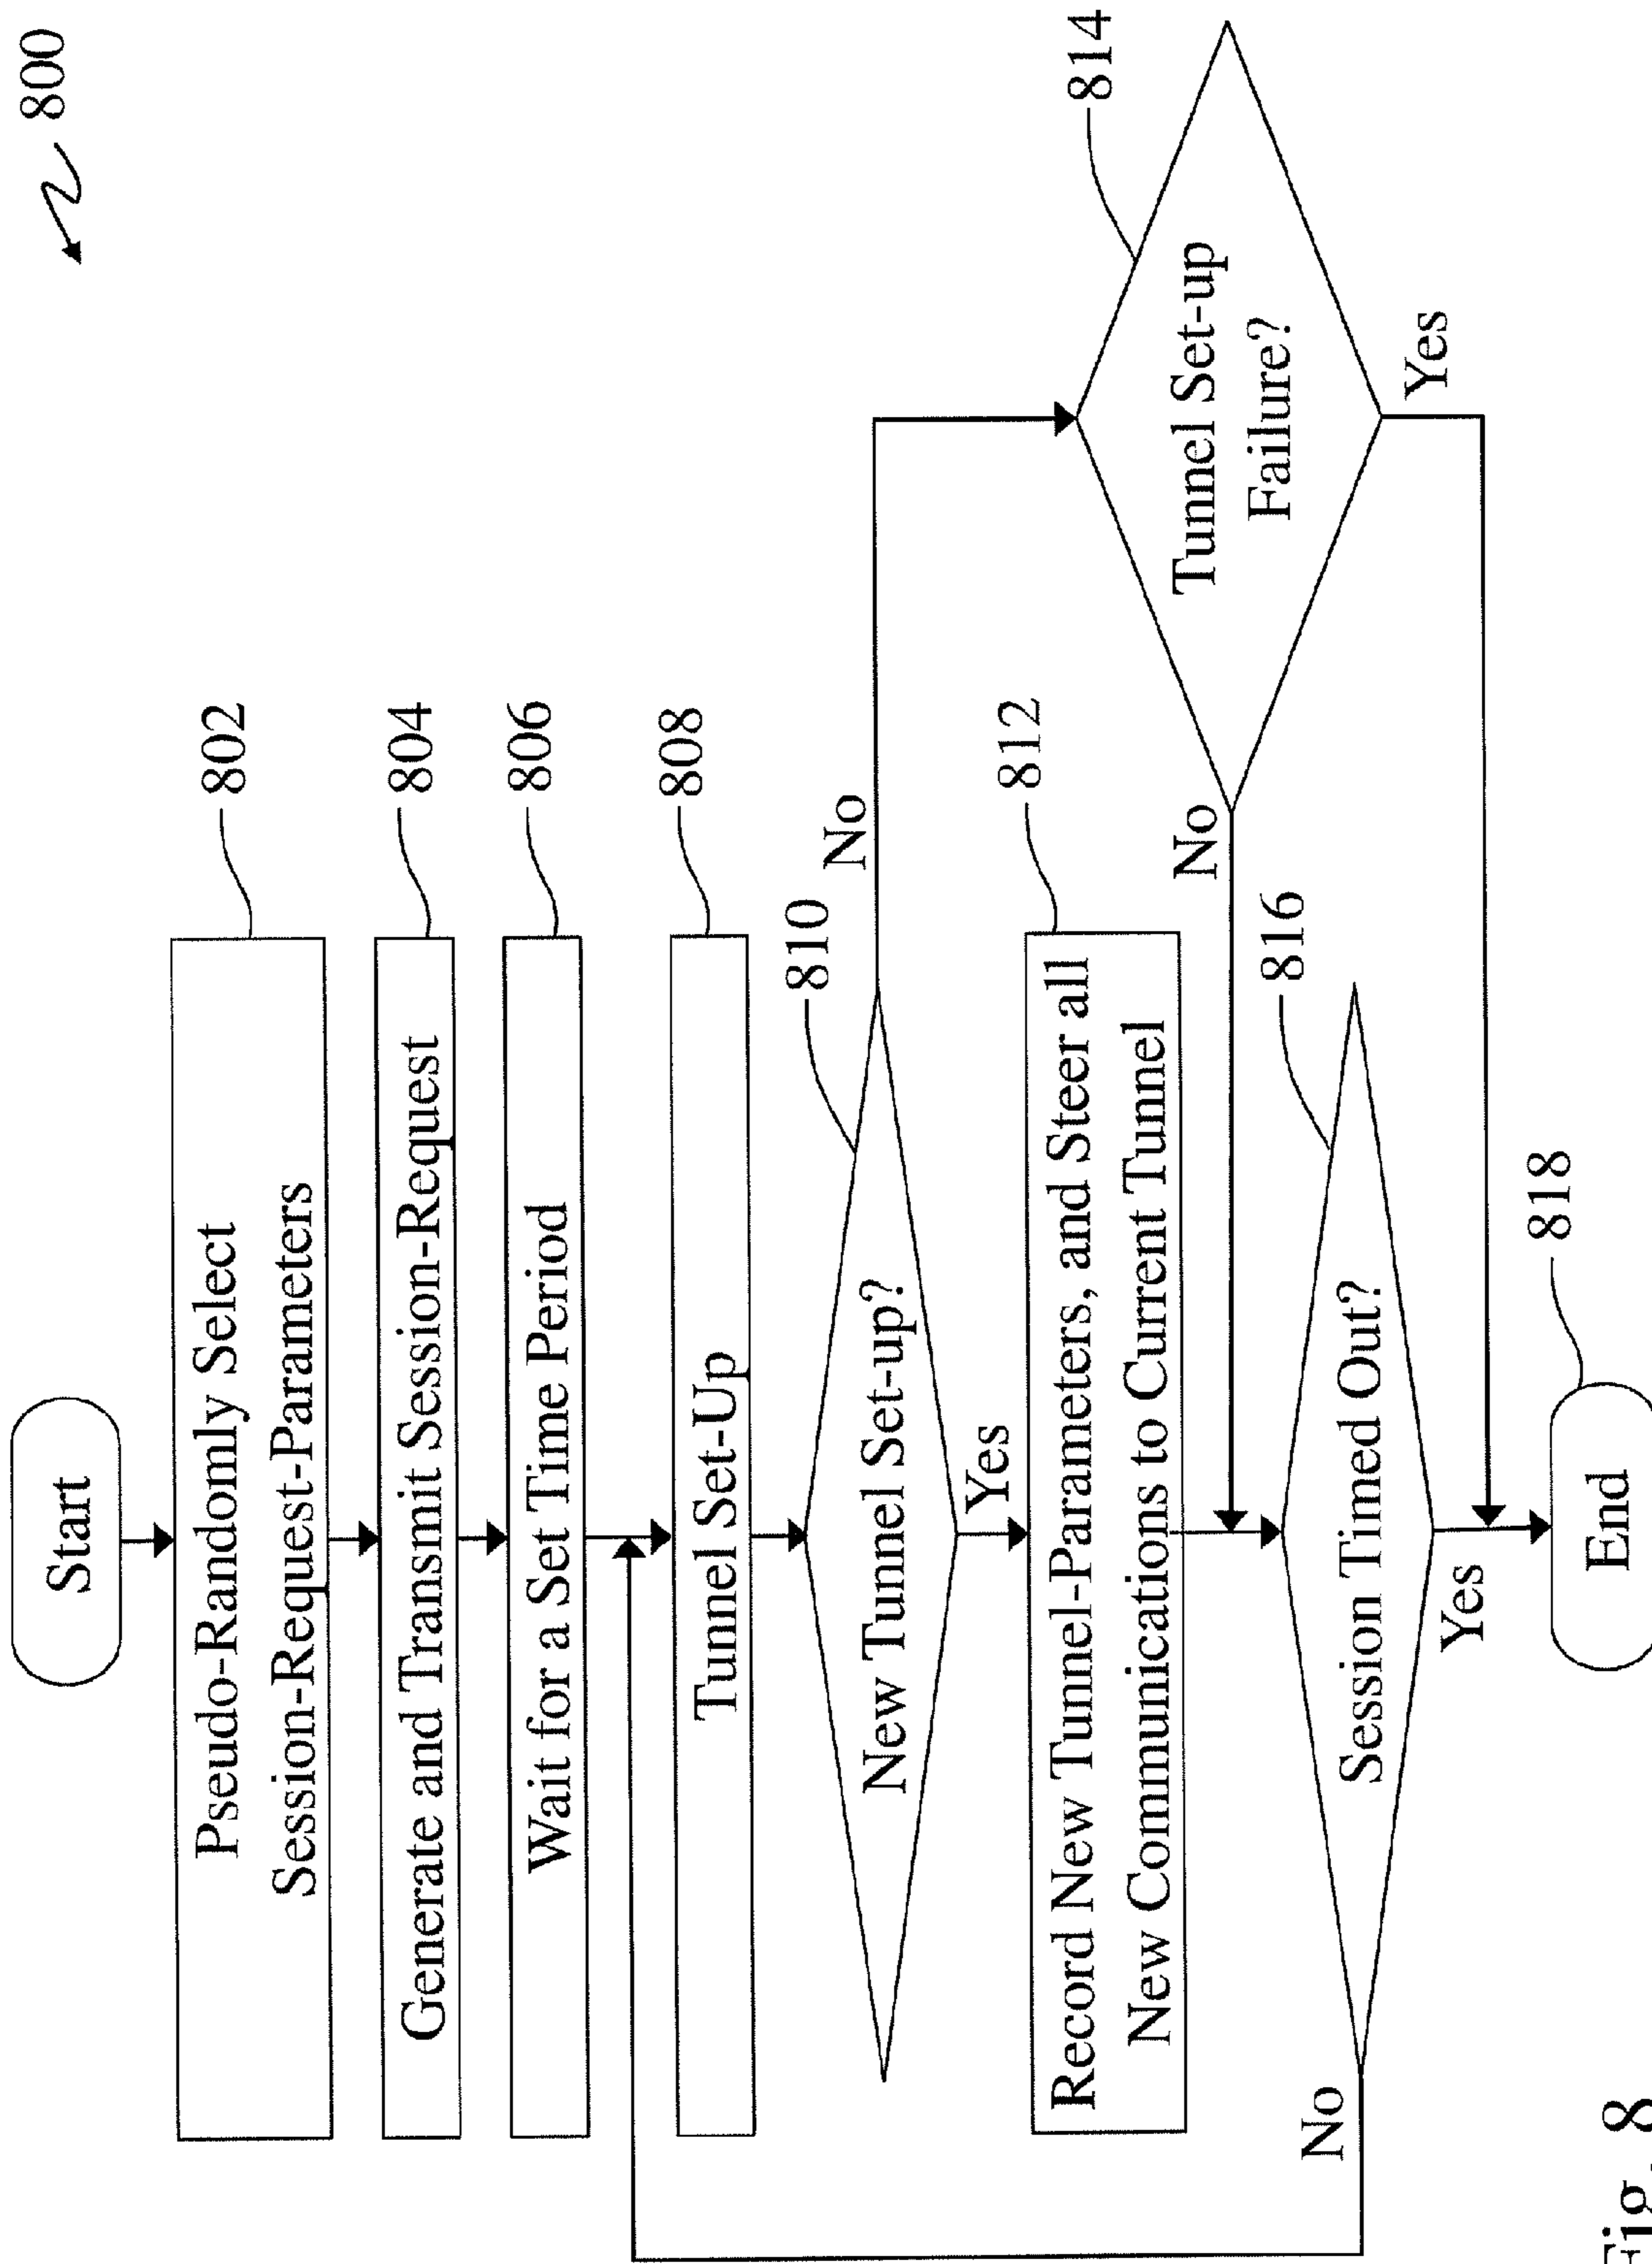 800
Start
Pseudo-Randomly Select
Session-Request-Parameters
802
Generate and Transmit Session-Request
804
Wait for a Set Time Period
806
Tunnel Set-Up
808
New Tunnel Set-up?
810
No
Yes
Record New Tunnel-Parameters, and Steer all
New Communications to Current Tunnel
812
Tunnel Set-up
Failure?
814
No
Yes
Session Timed Out?
816
No
Yes
End
818
Fig. 8